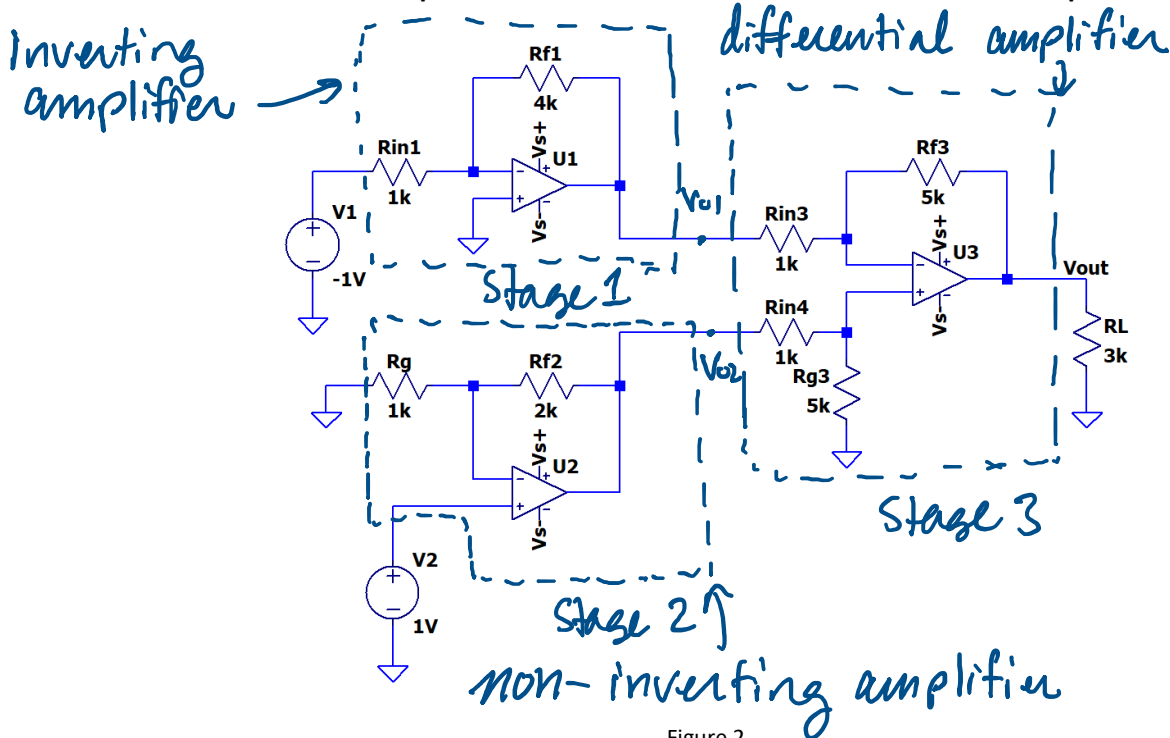 Inverting
amplifier
differential amplifier
Rf1
4k
Rin1
1k
Vs+
U1
Vs-
V1
-1V
Vo1
Stage 1
Rf3
5k
Rin3
1k
Vs+
U3
Vs-
Vout
RL
3k
Rin4
1k
Rg3
5k
Stage 3
Rg
1k
Rf2
2k
Vo2
Vs+
U2
Vs-
V2
1V
Stage 2
non-inverting amplifier
Figure 2